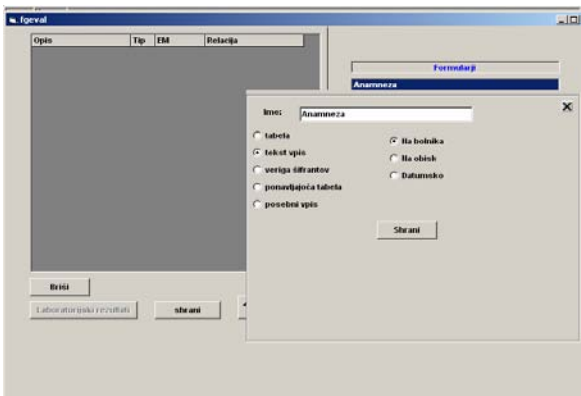 fgeval
Opis Tip EM Relacija
Formularji
Anamneza
Ime: Anamneza
tabela
tekst vpis
veriga šifrantov
ponavljajoča tabela
posebni vpis
Na bolnika
Na obisk
Datumsko
Shrani
Briši
Laboratorijski rezultati
shrani